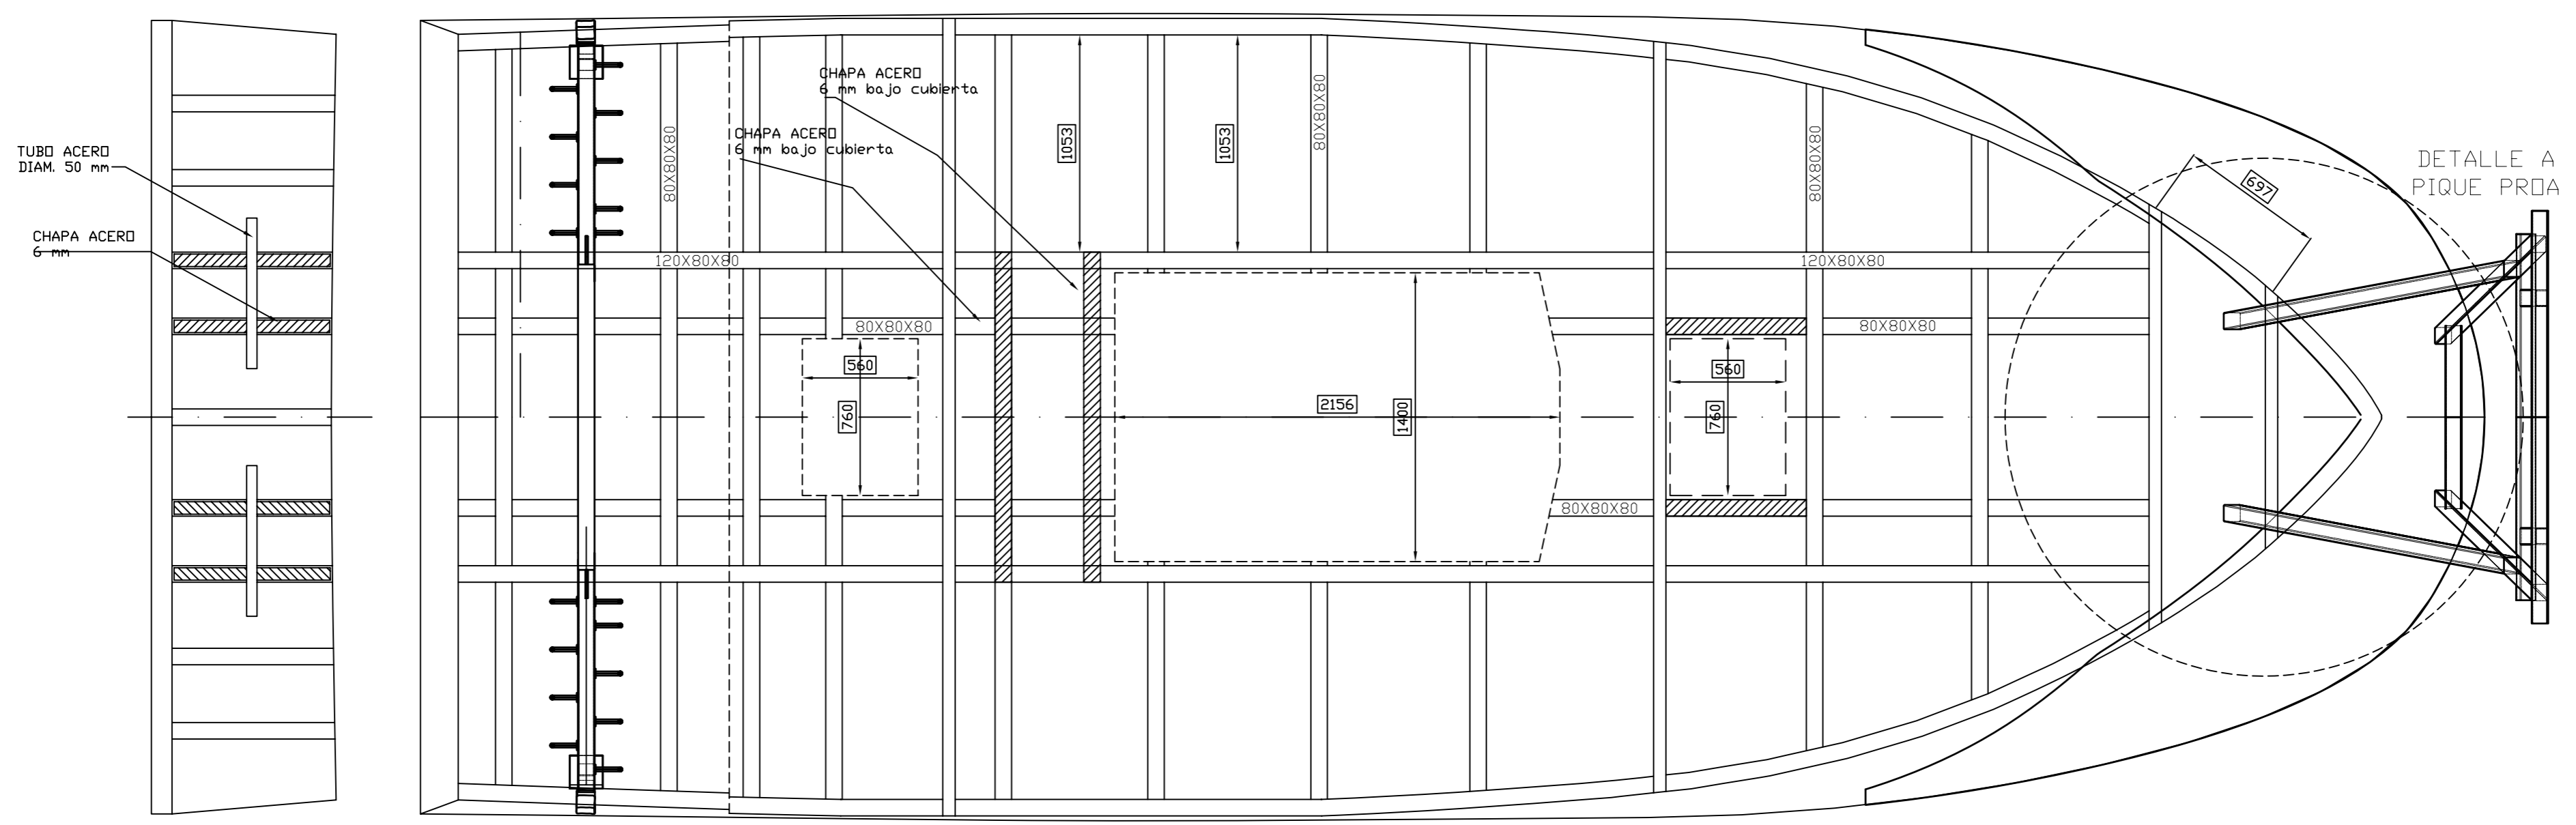 TUBO ACERO
DIAM. 50 mm
CHAPA ACERO
6 mm
CHAPA ACERO
6 mm bajo cubierta
CHAPA ACERO
6 mm bajo cubierta
80X80X80
1053
1053
80X80X80
80X80X80
697
DETALLE A
PIQUE PROA
120X80X80
120X80X80
80X80X80
80X80X80
560
760
2156
1400
560
760
80X80X80